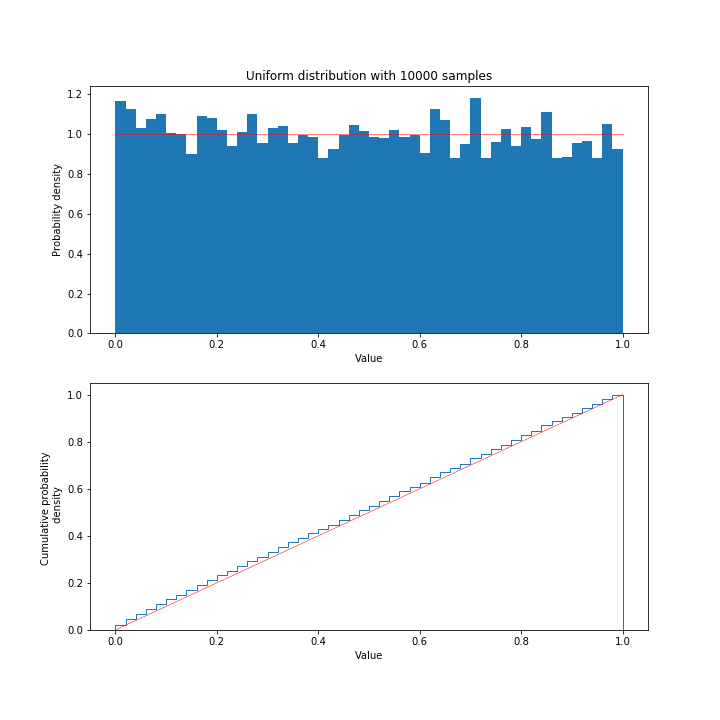 Uniform distribution with 10000 samples
1.2
1.0
0.8
0.6
0.4
0.2
0.0
Probability density
0.0 0.2 0.4 0.6 0.8 1.0
Value
1.0
0.8
0.6
0.4
0.2
0.0
Cumulative probability
density
0.0 0.2 0.4 0.6 0.8 1.0
Value